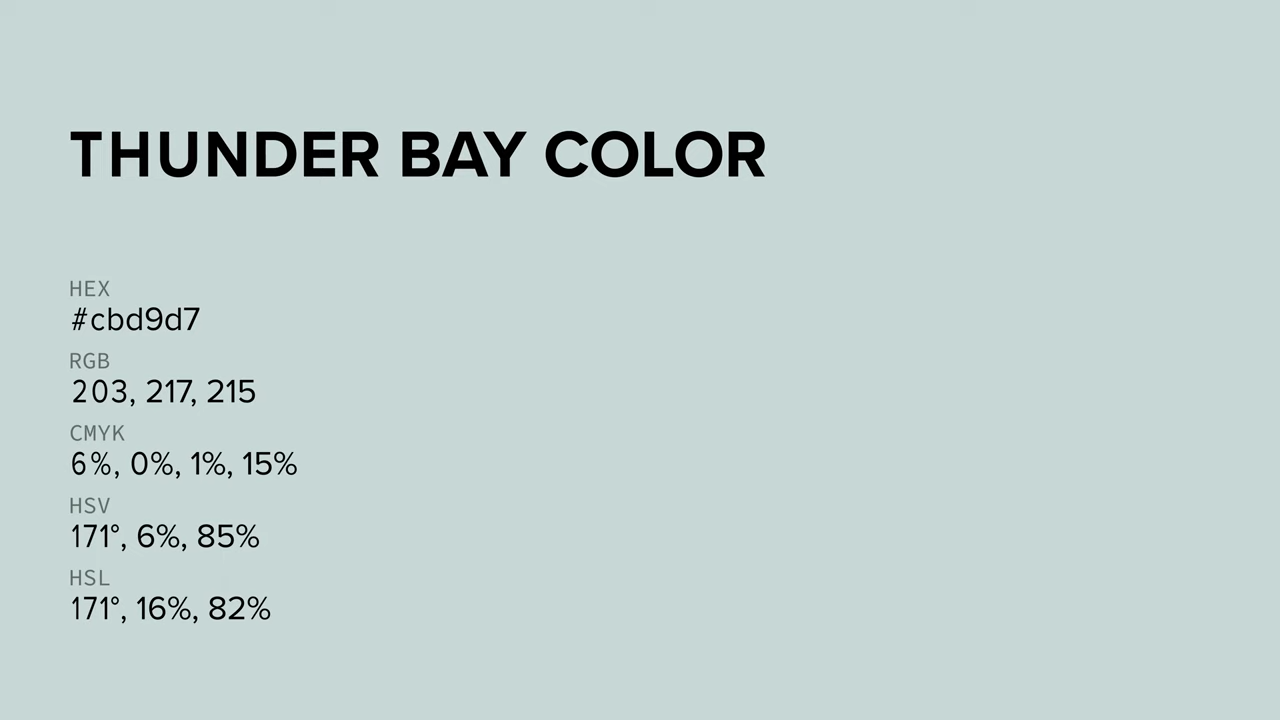 THUNDER BAY COLOR
HEX
#cbd9d7
RGB
203, 217, 215
CMYK
6%, 0%, 1%, 15%
HSV
171°, 6%, 85%
HSL
171°, 16%, 82%